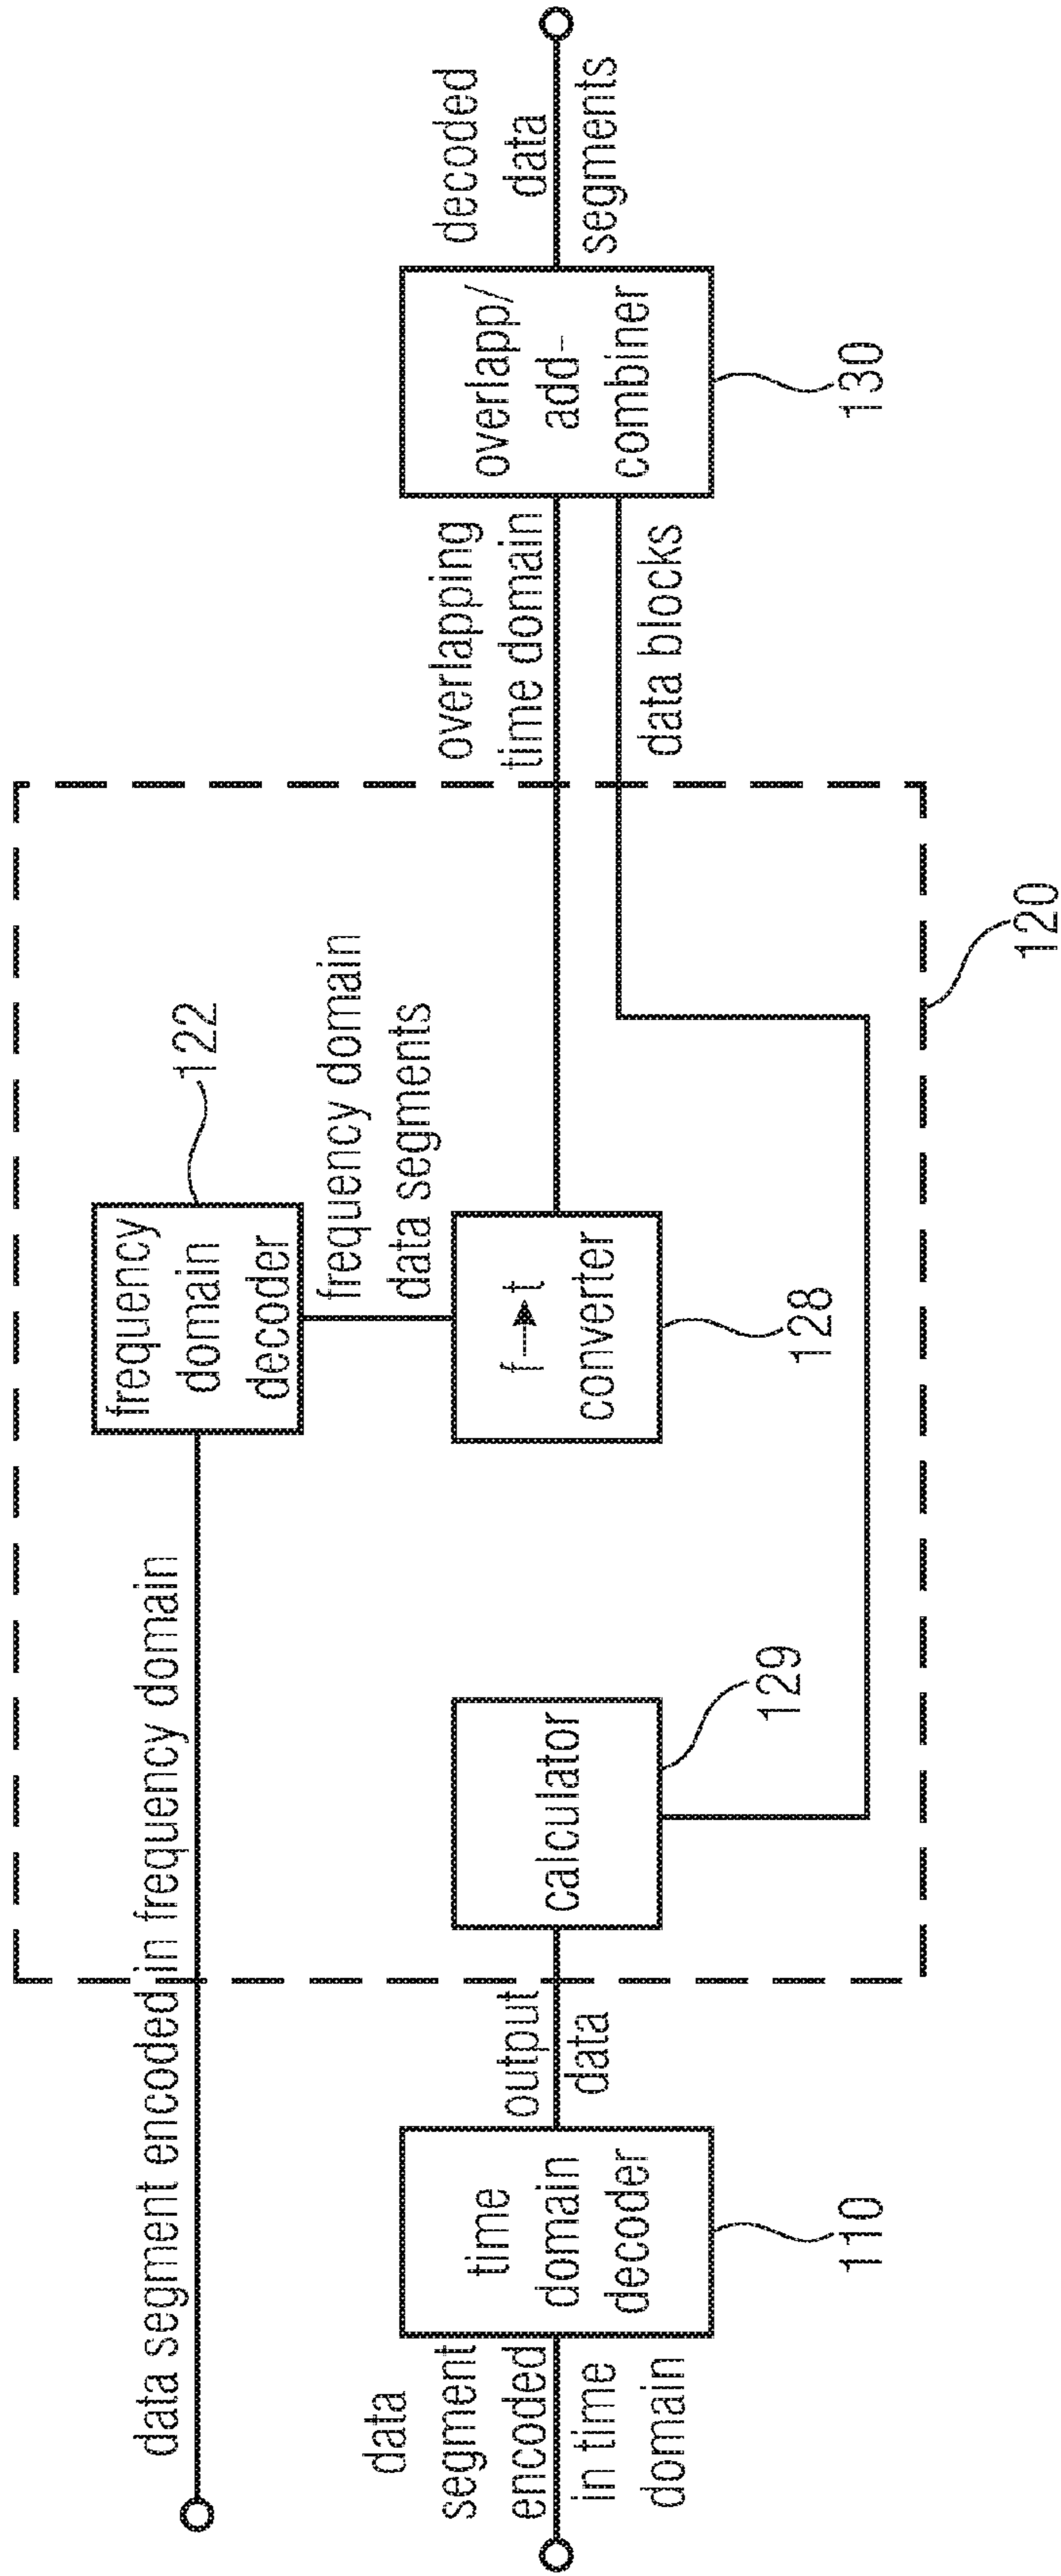 data segment encoded in frequency domain
frequency
domain
decoder
122
frequency domain
data segments
data
segment
encoded
in time
domain
time
domain
decoder
110
output
data
calculator
129
f→t
converter
128
120
overlapping
time domain
data blocks
overlapp/
add-
combiner
130
decoded
data
segments